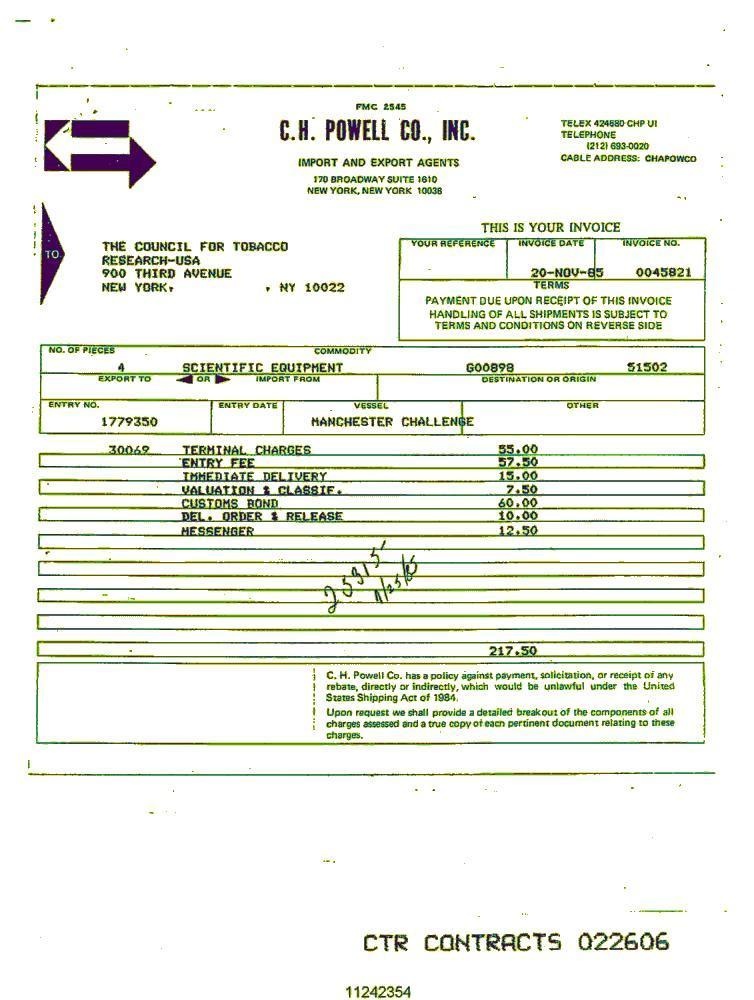 FMC 2545
C.H. POWELL CO., INC.
IMPORT AND EXPORT AGENTS
170 BROADWAY SUITE 1610
NEW YORK, NEW YORK 10038
TELEX 424680 CHP UI
TELEPHONE
(212) 693-0020
CABLE ADDRESS: CHAPOWCO
TO
THE COUNCIL FOR TOBACCO
RESEARCH-USA
900 THIRD AVENUE
NEW YORK, , NY 10022
THIS IS YOUR INVOICE
YOUR REFERENCE INVOICE DATE INVOICE NO.
20-NOV-85 0045821
TERMS
PAYMENT DUE UPON RECEIPT OF THIS INVOICE
HANDLING OF ALL SHIPMENTS IS SUBJECT TO
TERMS AND CONDITIONS ON REVERSE SIDE
NO. OF PIECES COMMODITY
4 SCIENTIFIC EQUIPMENT G00898 51502
EXPORT TO OR IMPORT FROM DESTINATION OR ORIGIN
ENTRY NO. ENTRY DATE VESSEL OTHER
1779350 MANCHESTER CHALLENGE
30069 TERMINAL CHARGES 55.00
ENTRY FEE 57.50
IMMEDIATE DELIVERY 15.00
VALUATION & CLASSIF. 7.50
CUSTOMS BOND 60.00
DEL. ORDER & RELEASE 10.00
MESSENGER 12.50
25315
11/25/85
217.50
C. H. Powell Co. has a policy against payment, solicitation, or receipt of any
rebate, directly or indirectly, which would be unlawful under the United
States Shipping Act of 1984.
Upon request we shall provide a detailed breakout of the components of all
charges assessed and a true copy of each pertinent document relating to these
charges.
CTR CONTRACTS 022606
11242354